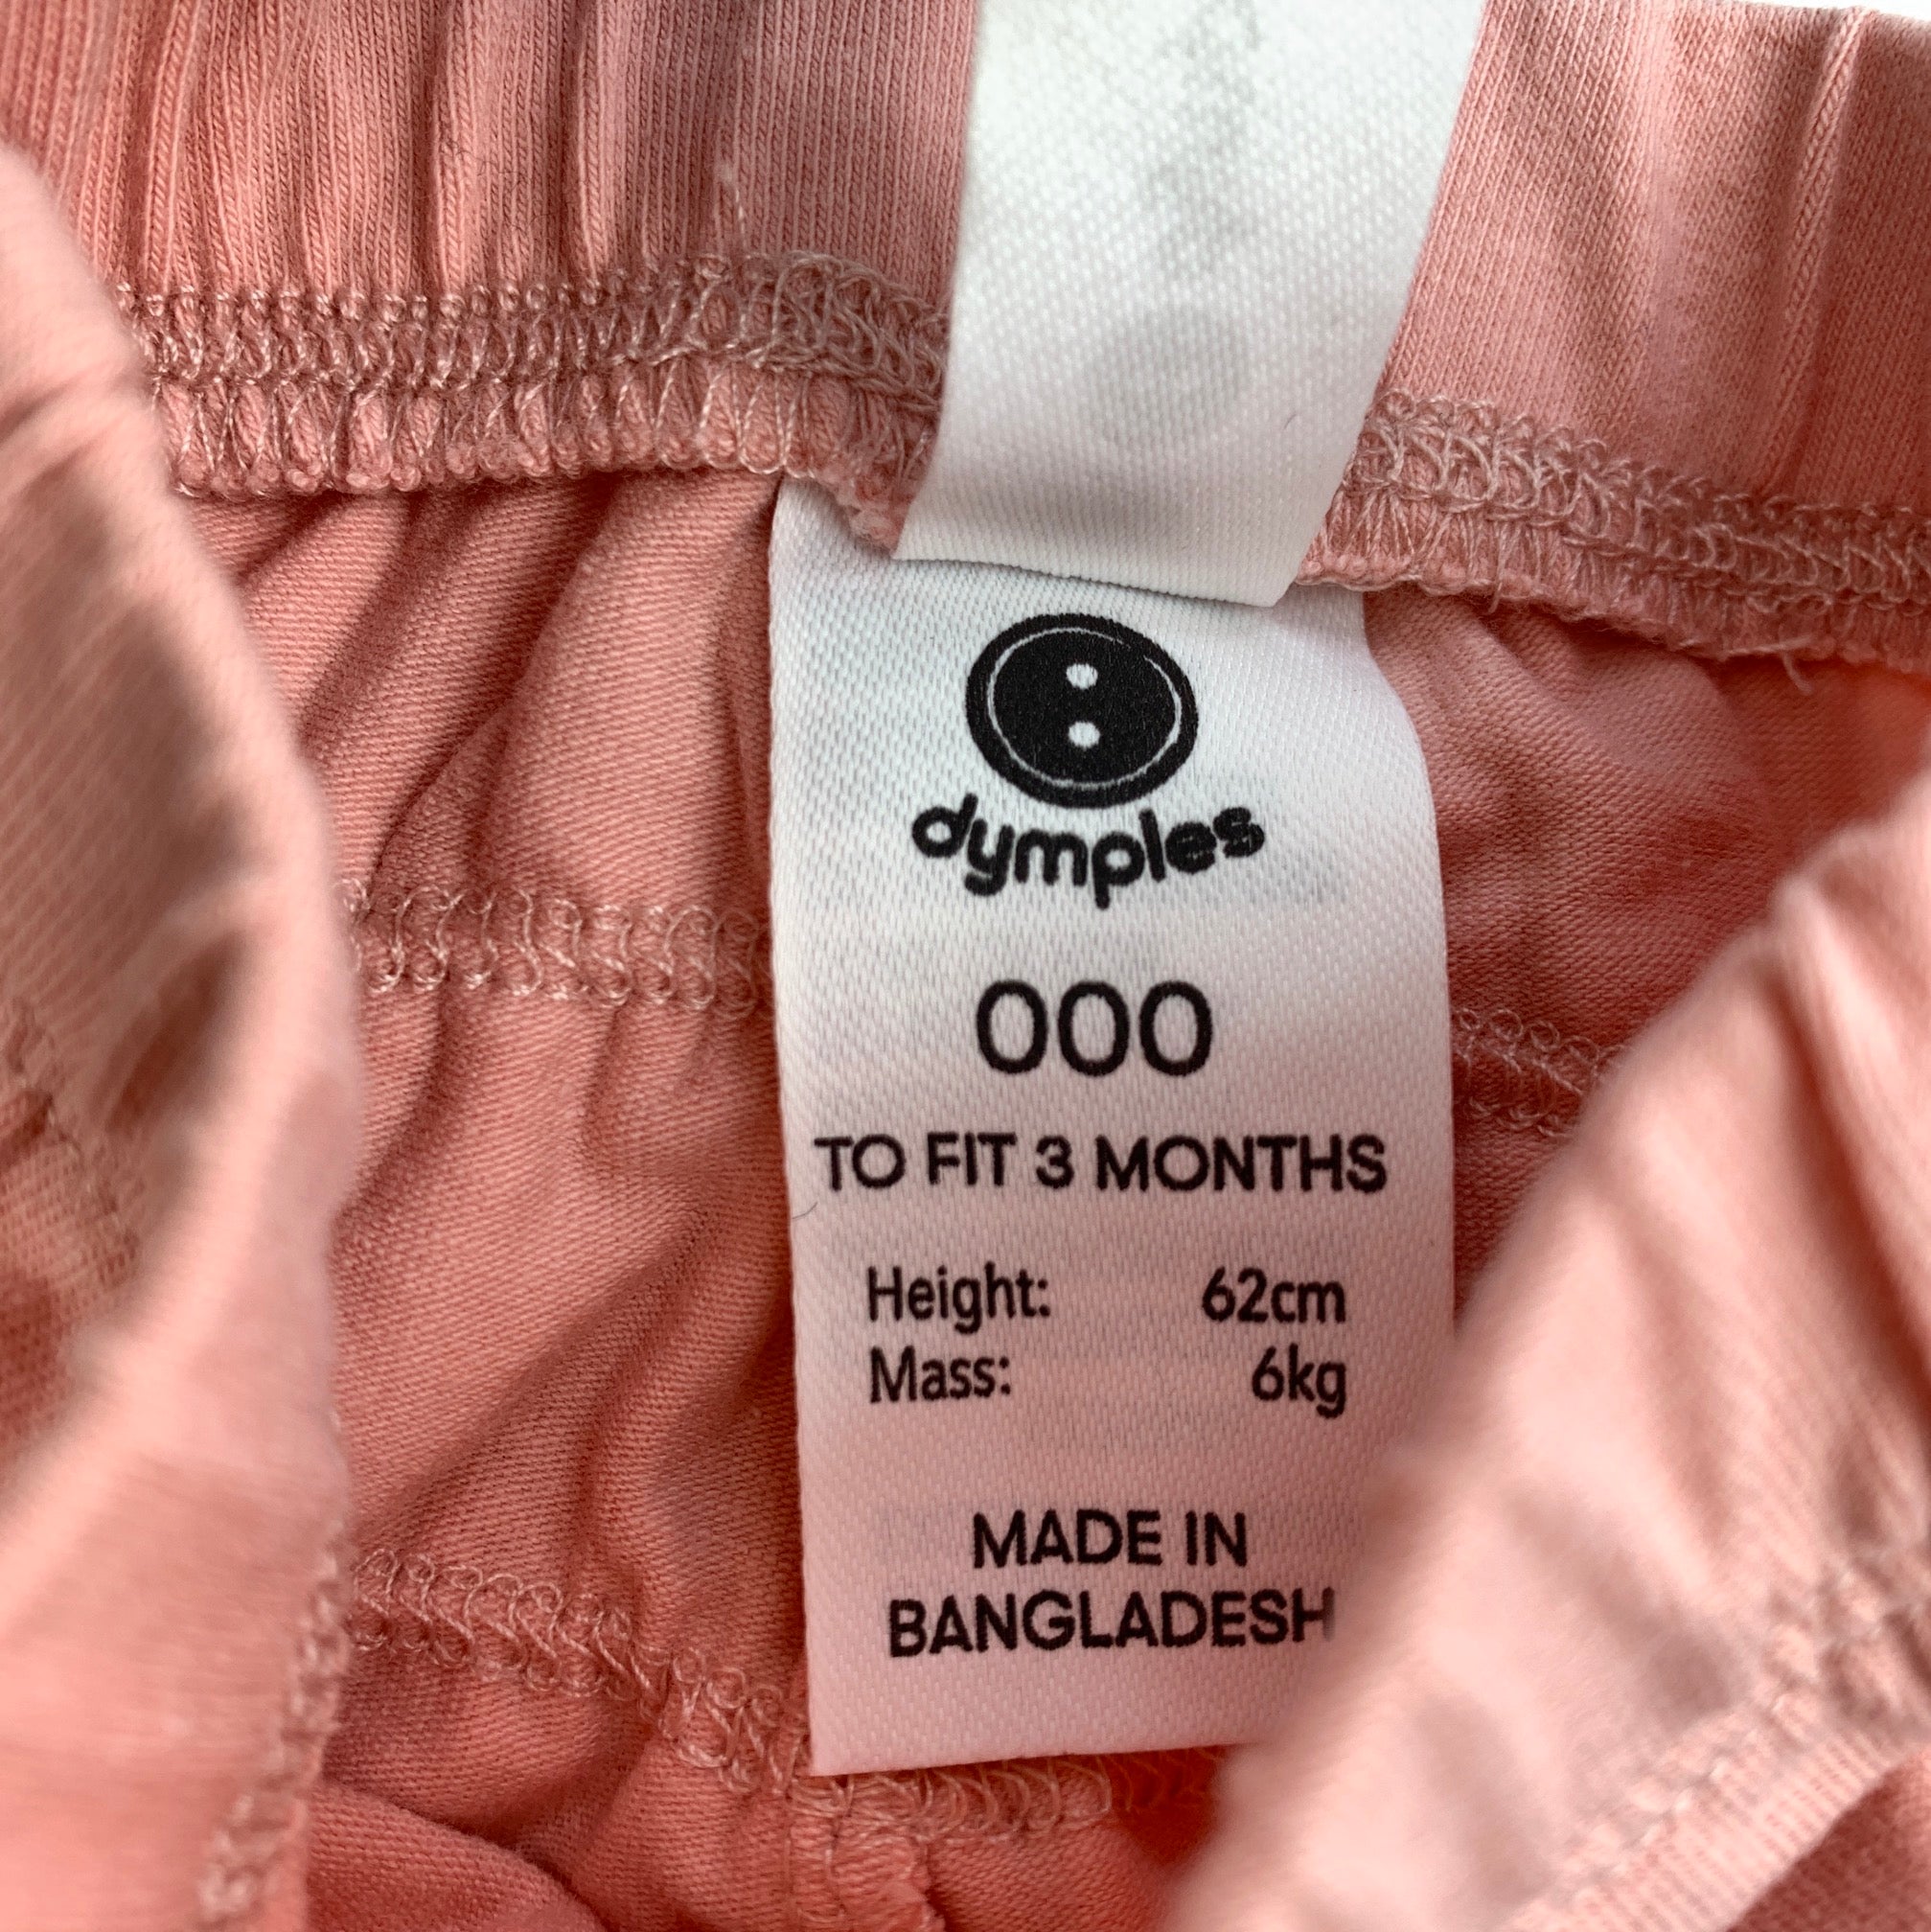 dymples
000
TO FIT 3 MONTHS
Height: 62cm
Mass: 6kg
MADE IN
BANGLADESH